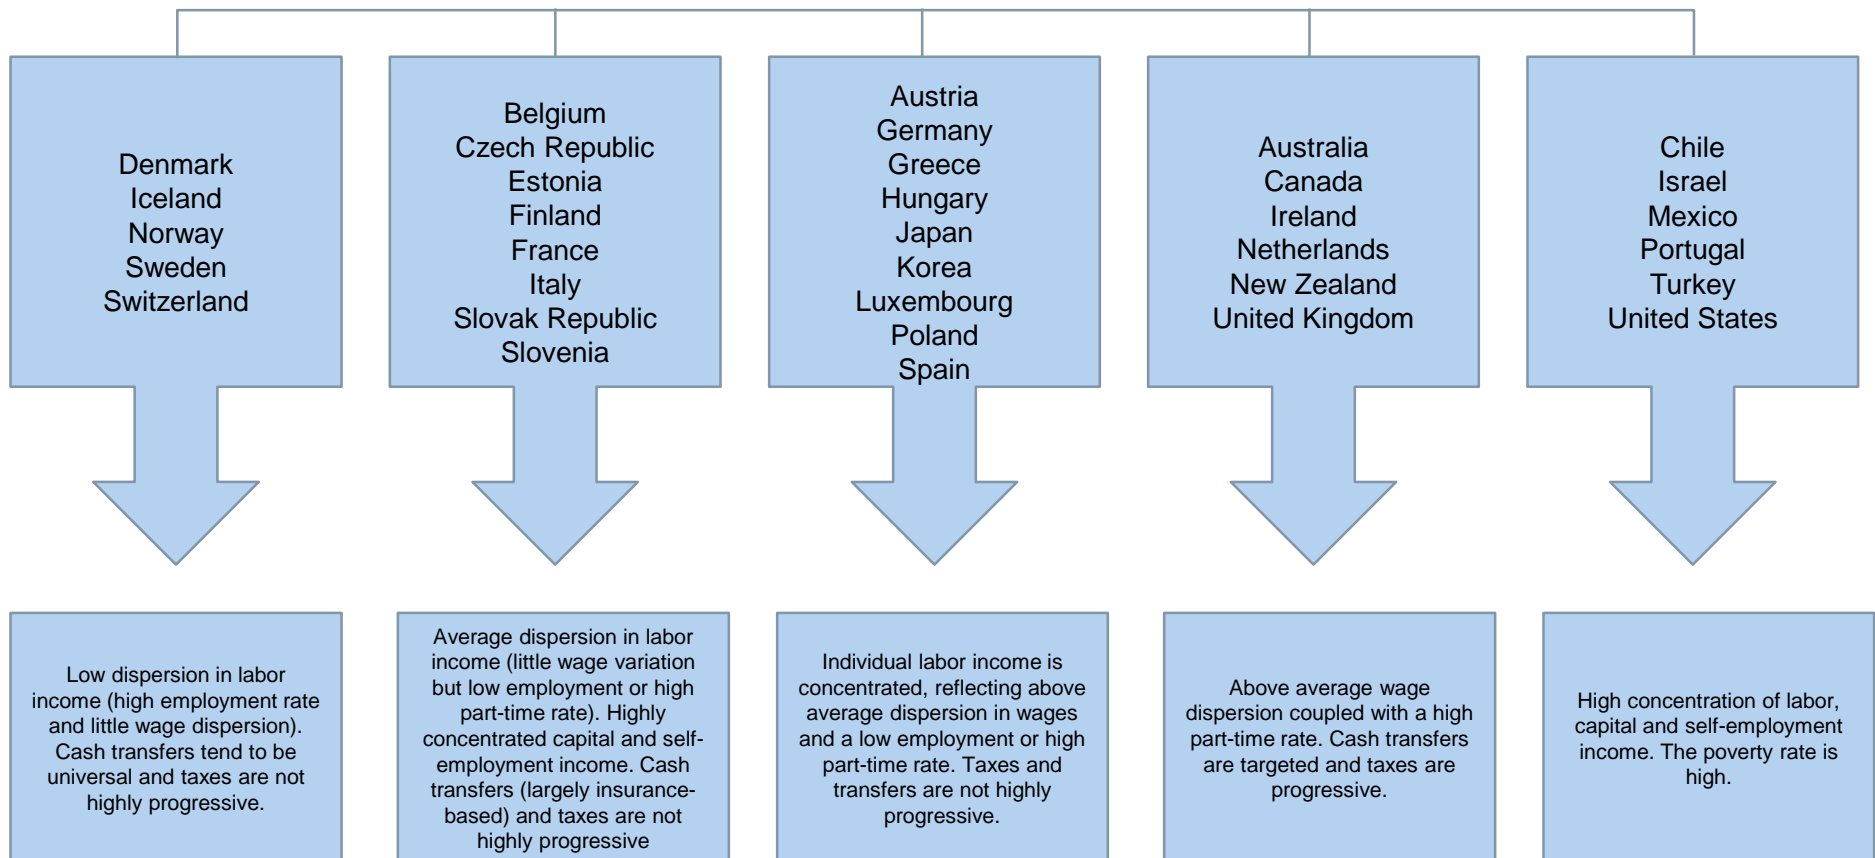 Denmark
Iceland
Norway
Sweden
Switzerland
Belgium
Czech Republic
Estonia
Finland
France
Italy
Slovak Republic
Slovenia
Austria
Germany
Greece
Hungary
Japan
Korea
Luxembourg
Poland
Spain
Australia
Canada
Ireland
Netherlands
New Zealand
United Kingdom
Chile
Israel
Mexico
Portugal
Turkey
United States
Low dispersion in labor
income (high employment rate
and little wage dispersion).
Cash transfers tend to be
universal and taxes are not
highly progressive.
Average dispersion in labor
income (little wage variation
but low employment or high
part-time rate). Highly
concentrated capital and self-
employment income. Cash
transfers (largely insurance-
based) and taxes are not
highly progressive
Individual labor income is
concentrated, reflecting above
average dispersion in wages
and a low employment or high
part-time rate. Taxes and
transfers are not highly
progressive.
Above average wage
dispersion coupled with a high
part-time rate. Cash transfers
are targeted and taxes are
progressive.
High concentration of labor,
capital and self-employment
income. The poverty rate is
high.